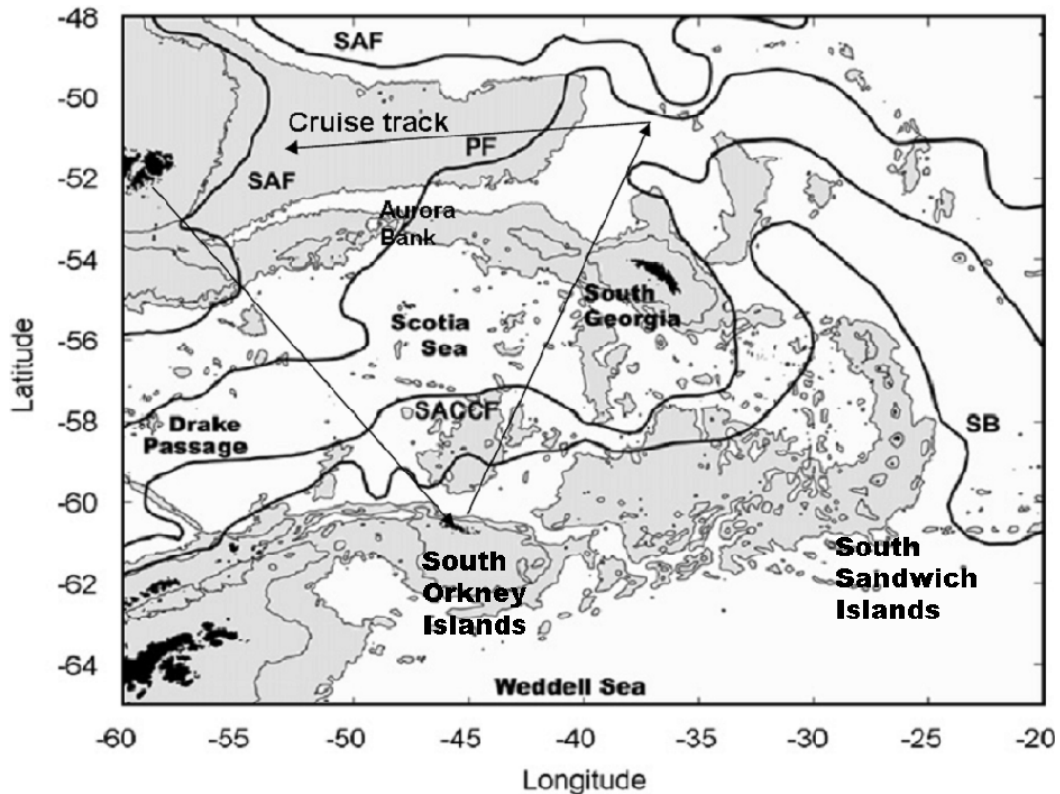 -48
-50
-52
-54
-56
-58
-60
-62
-64
Latitude
SAF
Cruise track
PF
SAF
Aurora
Bank
South
Georgia
Scotia
Sea
SACCF
Drake
Passage
SB
South
Orkney
Islands
South
Sandwich
Islands
Weddell Sea
-60 -55 -50 -45 -40 -35 -30 -25 -20
Longitude